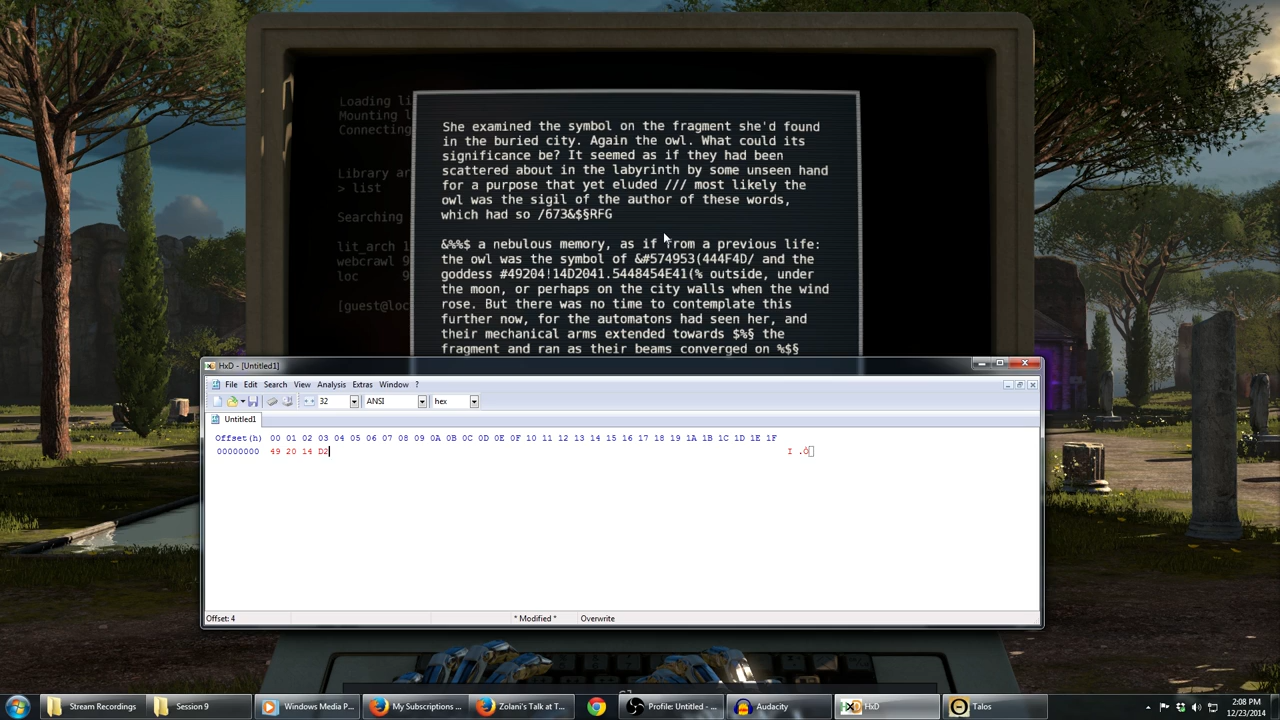 Loading li
Mounting l
Connecting
Library ar
> list
Searching
lit_arch 1
webcrawl 9
loc 9
[guest@loc
She examined the symbol on the fragment she'd found
in the buried city. Again the owl. What could its
significance be? It seemed as if they had been
scattered about in the labyrinth by some unseen hand
for a purpose that yet eluded /// most likely the
owl was the sigil of the author of these words,
which had so /673&$§RFG
&%%$ a nebulous memory, as if from a previous life:
the owl was the symbol of &#574953(444F4D/ and the
goddess #49204!14D2041.5448454E41(% outside, under
the moon, or perhaps on the city walls when the wind
rose. But there was no time to contemplate this
further now, for the automatons had seen her, and
their mechanical arms extended towards $%§ the
fragment and ran as their beams converged on %$§
HxD - [Untitled1]
File Edit Search View Analysis Extras Window ?
32 ANSI hex
Untitled1
Offset(h) 00 01 02 03 04 05 06 07 08 09 0A 0B 0C 0D 0E 0F 10 11 12 13 14 15 16 17 18 19 1A 1B 1C 1D 1E 1F
00000000 49 20 14 D2 I .Ò
Offset: 4 * Modified * Overwrite
Stream Recordings Session 9 Windows Media P... My Subscriptions ... Zolani's Talk at T... Profile: Untitled - ... Audacity HxD Talos 2:08 PM
12/23/2014